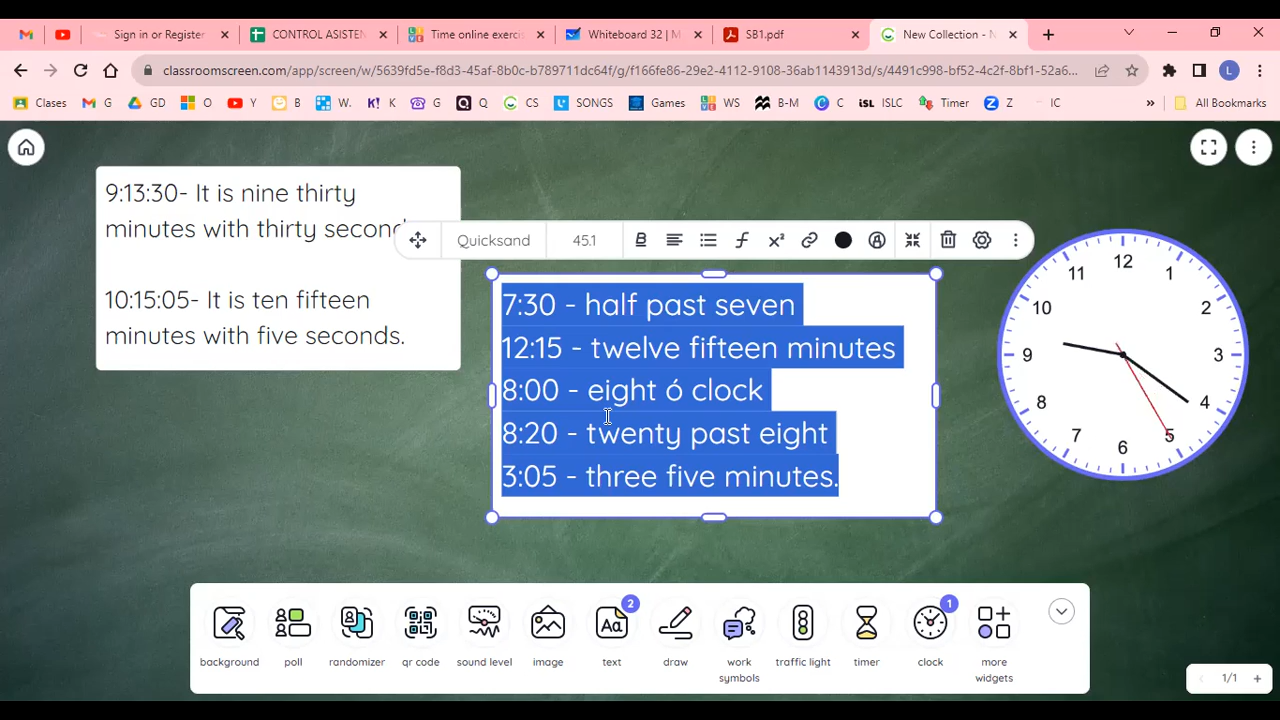 Sign in or Register
CONTROL ASISTEN
Time online exercis
Whiteboard 32 | M
SB1.pdf
New Collection - N
classroomscreen.com/app/screen/w/5639fd5e-f8d3-45af-8b0c-b789711dc64f/g/f166fe86-29e2-4112-9108-36ab1143913d/s/4491c998-bf52-4c2f-8bf1-52a6...
L
Clases
G
GD
O
Y
B
W.
K
G
Q
CS
SONGS
Games
WS
B-M
C
ISLC
Timer
Z
IC
»
All Bookmarks
9:13:30- It is nine thirty
minutes with thirty second
10:15:05- It is ten fifteen
minutes with five seconds.
Quicksand
45.1
7:30 - half past seven
12:15 - twelve fifteen minutes
8:00 - eight ó clock
8:20 - twenty past eight
3:05 - three five minutes.
12
1
2
3
4
5
6
7
8
9
10
11
2
1
background
poll
randomizer
qr code
sound level
image
text
draw
work
symbols
traffic light
timer
clock
more
widgets
1/1